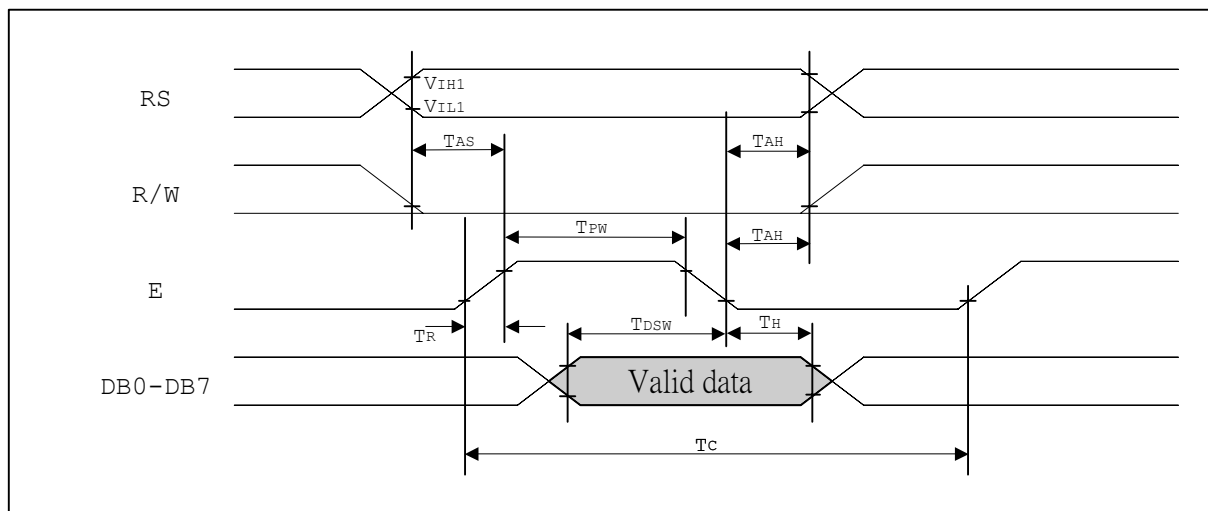 RS
VIH1
VIL1
TAS
TAH
R/W
TPW
TAH
E
TR
TDSW
TH
DB0-DB7
Valid data
TC